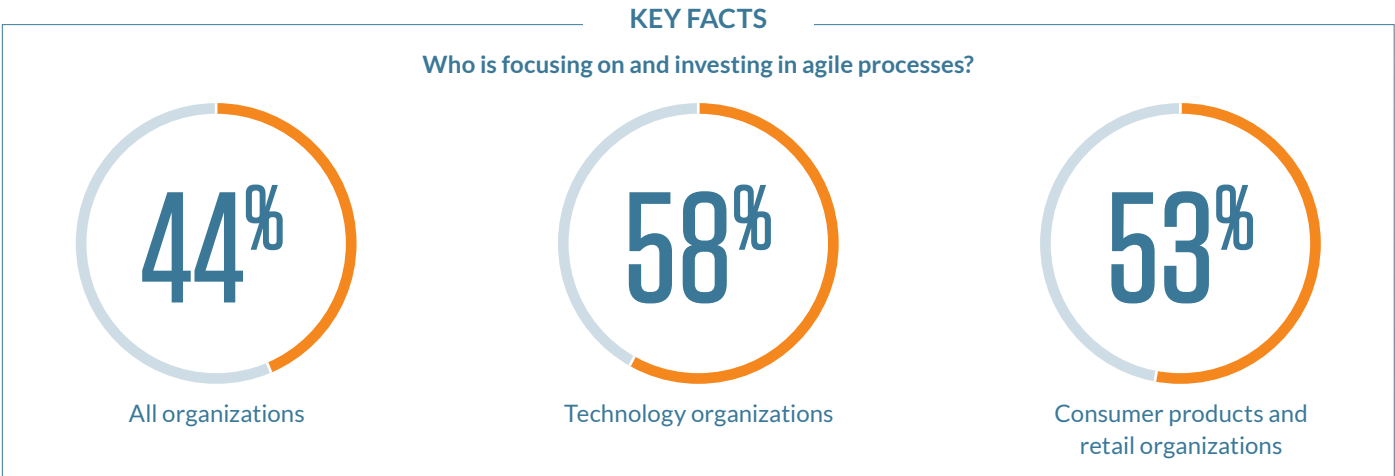 KEY FACTS
Who is focusing on and investing in agile processes?
44%
58%
53%
All organizations
Technology organizations
Consumer products and
retail organizations